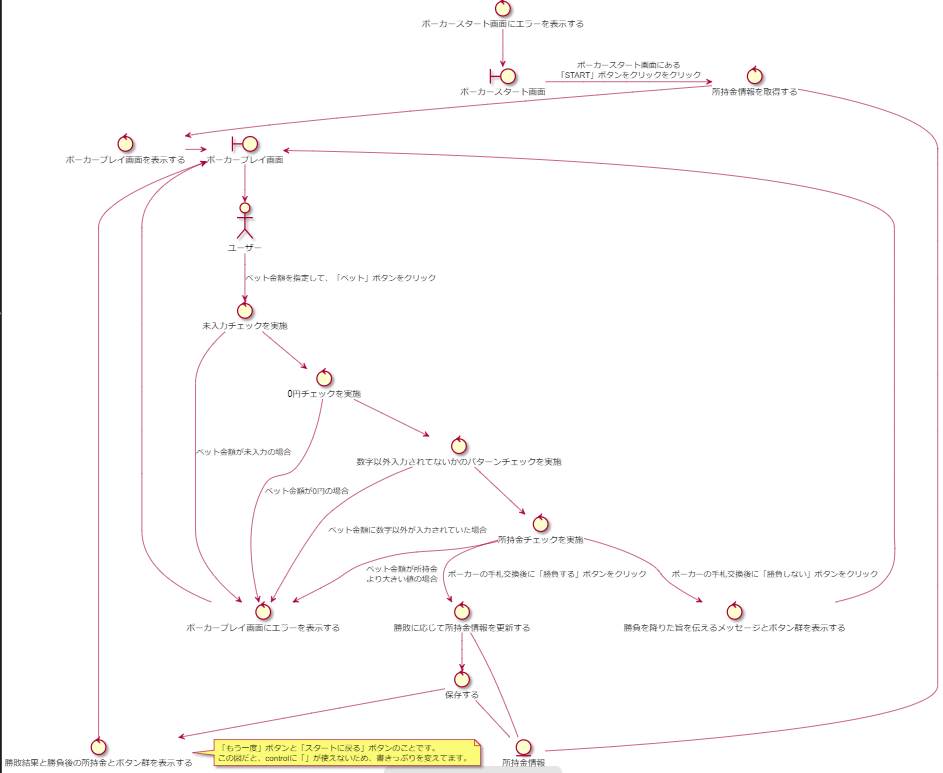 ポーカースタート画面にエラーを表示する
ポーカースタート画面
ポーカースタート画面にある
「START」ボタンをクリックをクリック
所持金情報を取得する
ポーカープレイ画面を表示する
ポーカープレイ画面
ユーザー
ベット金額を指定して、「ベット」ボタンをクリック
未入力チェックを実施
0円チェックを実施
ベット金額が未入力の場合
数字以外入力されてないかのパターンチェックを実施
ベット金額が0円の場合
ベット金額に数字以外が入力されていた場合
所持金チェックを実施
ベット金額が所持金
より大きい値の場合
ポーカーの手札交換後に「勝負する」ボタンをクリック
ポーカーの手札交換後に「勝負しない」ボタンをクリック
ポーカープレイ画面にエラーを表示する
勝敗に応じて所持金情報を更新する
勝負を降りた旨を伝えるメッセージとボタン群を表示する
保存する
勝敗結果と勝負後の所持金とボタン群を表示する
「もう一度」ボタンと「スタートに戻る」ボタンのことです。
この図だと、controlに「」が使えないため、書きっぷりを変えてます。
所持金情報